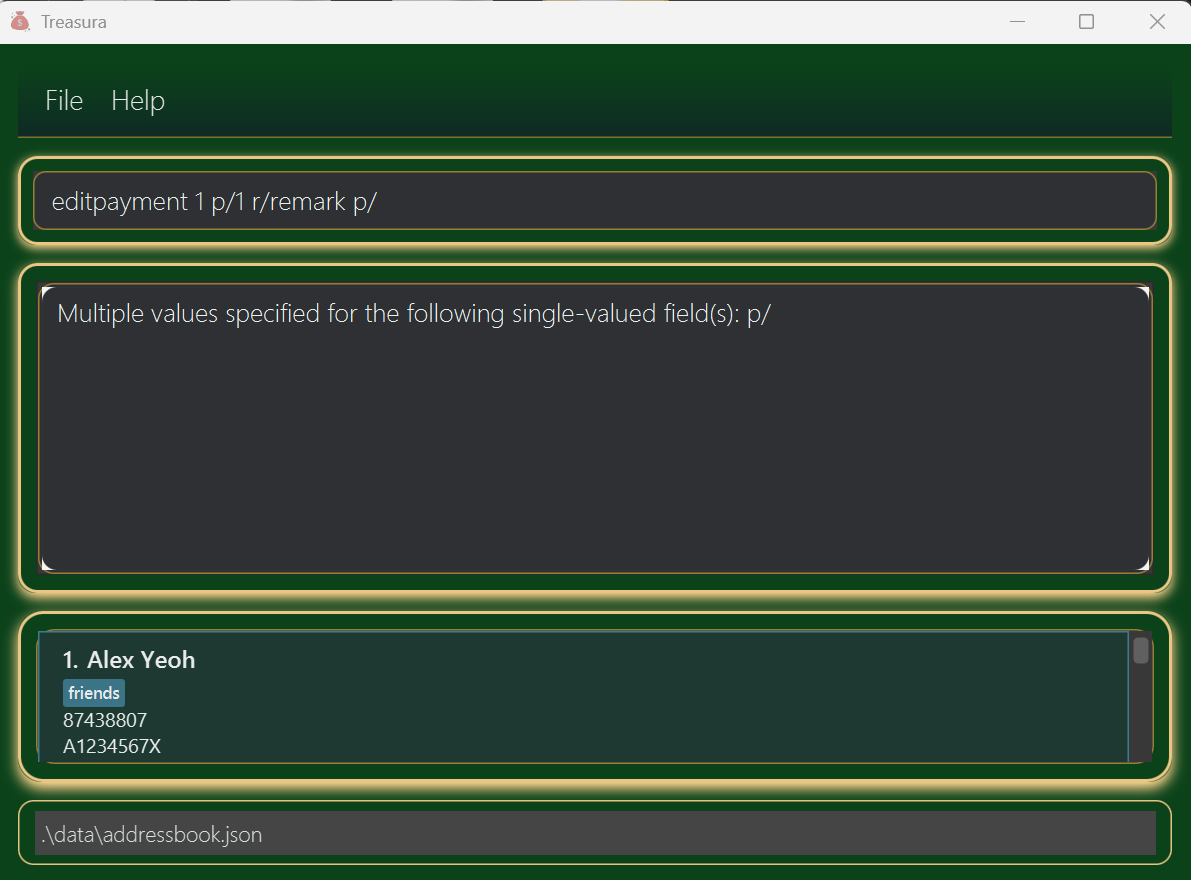 Treasura
File Help
editpayment 1 p/1 r/remark p/
Multiple values specified for the following single-valued field(s): p/
1. Alex Yeoh
friends
87438807
A1234567X
.\data\addressbook.json